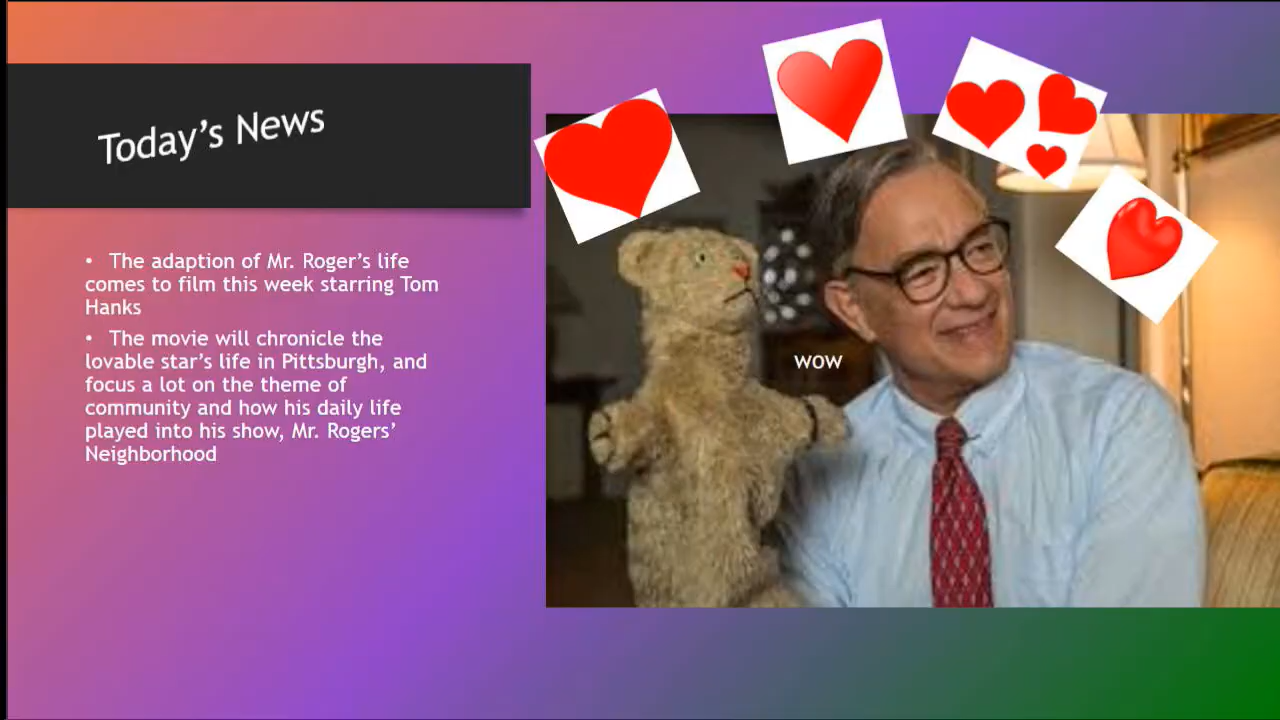 Today's News
• The adaption of Mr. Roger's life
comes to film this week starring Tom
Hanks
• The movie will chronicle the
lovable star's life in Pittsburgh, and
focus a lot on the theme of
community and how his daily life
played into his show, Mr. Rogers'
Neighborhood
wow